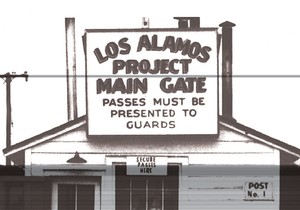 LOS ALAMOS
PROJECT
MAIN GATE
PASSES MUST BE
PRESENTED TO
GUARDS
SECURE
PASSES
HERE
POST
No. 1